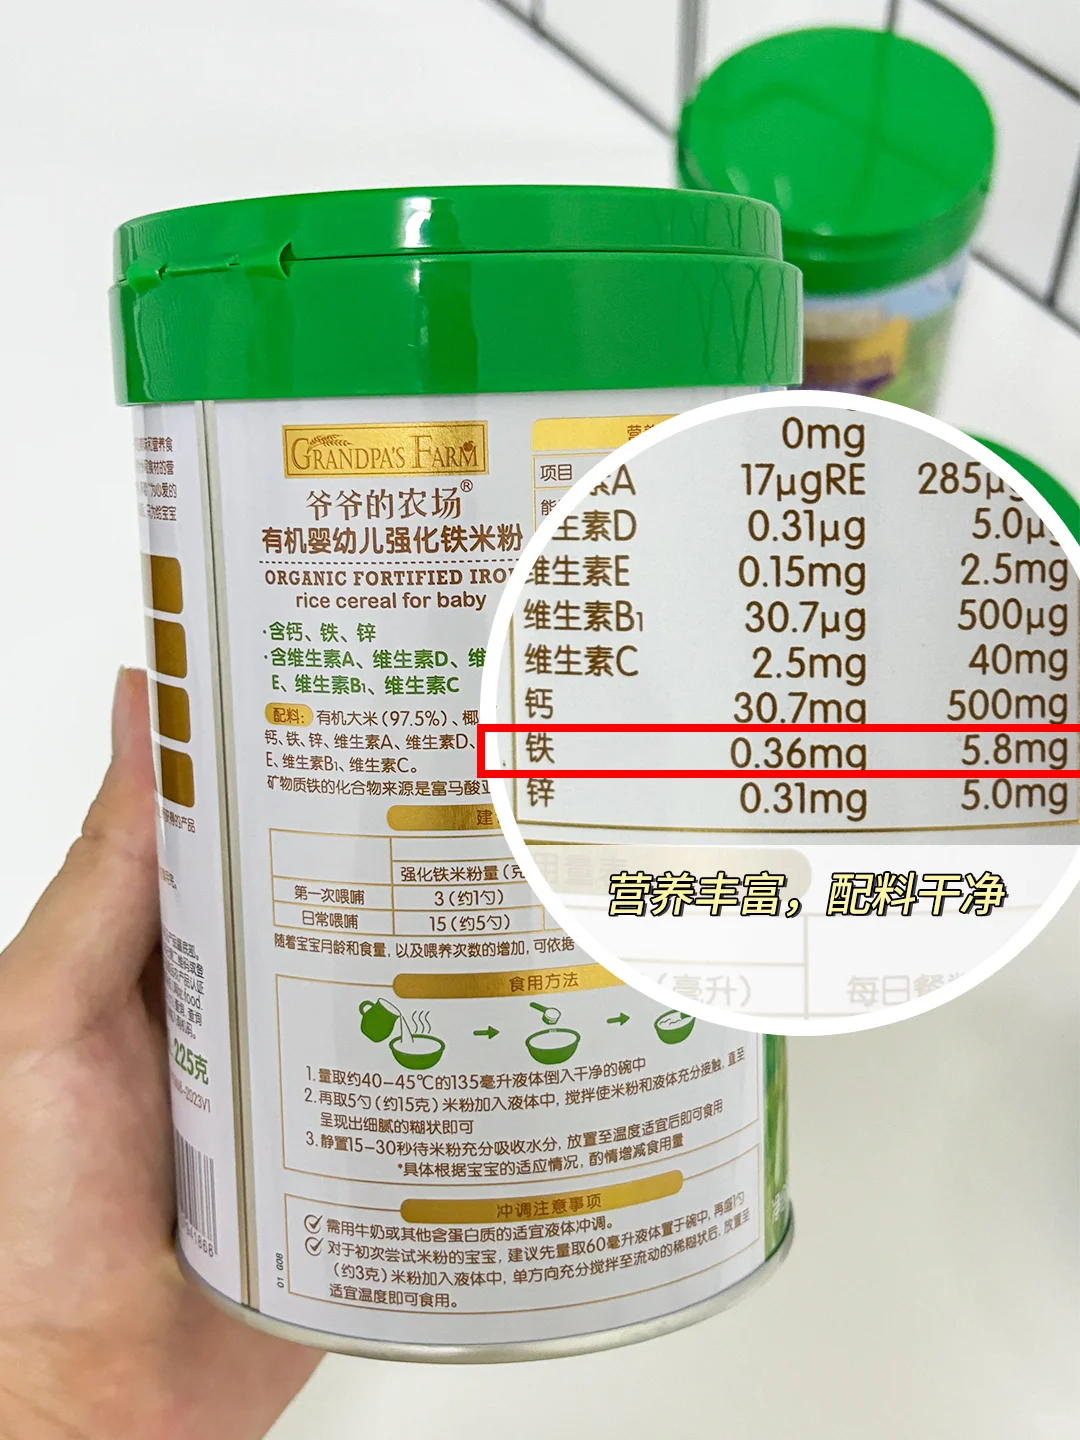 GRANDPA'S FARM
爷爷的农场®
有机婴幼儿强化铁米粉
ORGANIC FORTIFIED IRON
rice cereal for baby
·含钙、铁、锌
·含维生素A、维生素D、维
E、维生素B₁、维生素C
配料: 有机大米(97.5%)、椰
钙、铁、锌、维生素A、维生素D、
E、维生素B₁、维生素C。
矿物质铁的化合物来源是富马酸亚
建
强化铁米粉量(克
第一次喂哺 3(约1勺)
日常喂哺 15(约5勺)
随着宝宝月龄和食量,以及喂养次数的增加,可依据
食用方法
1.量取约40-45℃的135毫升液体倒入干净的碗中
2.再取5勺(约15克)米粉加入液体中,搅拌使米粉和液体充分接触,直至
呈现出细腻的糊状即可
3.静置15-30秒待米粉充分吸收水分,放置至温度适宜后即可食用
*具体根据宝宝的适应情况,酌情增减食用量
冲调注意事项
需用牛奶或其他含蛋白质的适宜液体冲调。
对于初次尝试米粉的宝宝,建议先量取60毫升液体置于碗中,再盛1勺
(约3克)米粉加入液体中,单方向充分搅拌至流动的稀糊状后,放置至
适宜温度即可食用。
01 G08
225克
-2023V1
项目
0mg
素A 17μgRE 285μg
生素D 0.31μg 5.0μg
维生素E 0.15mg 2.5mg
维生素B₁ 30.7μg 500μg
维生素C 2.5mg 40mg
钙 30.7mg 500mg
铁 0.36mg 5.8mg
锌 0.31mg 5.0mg
用量表
营养丰富，配料干净
(毫升)
每日餐